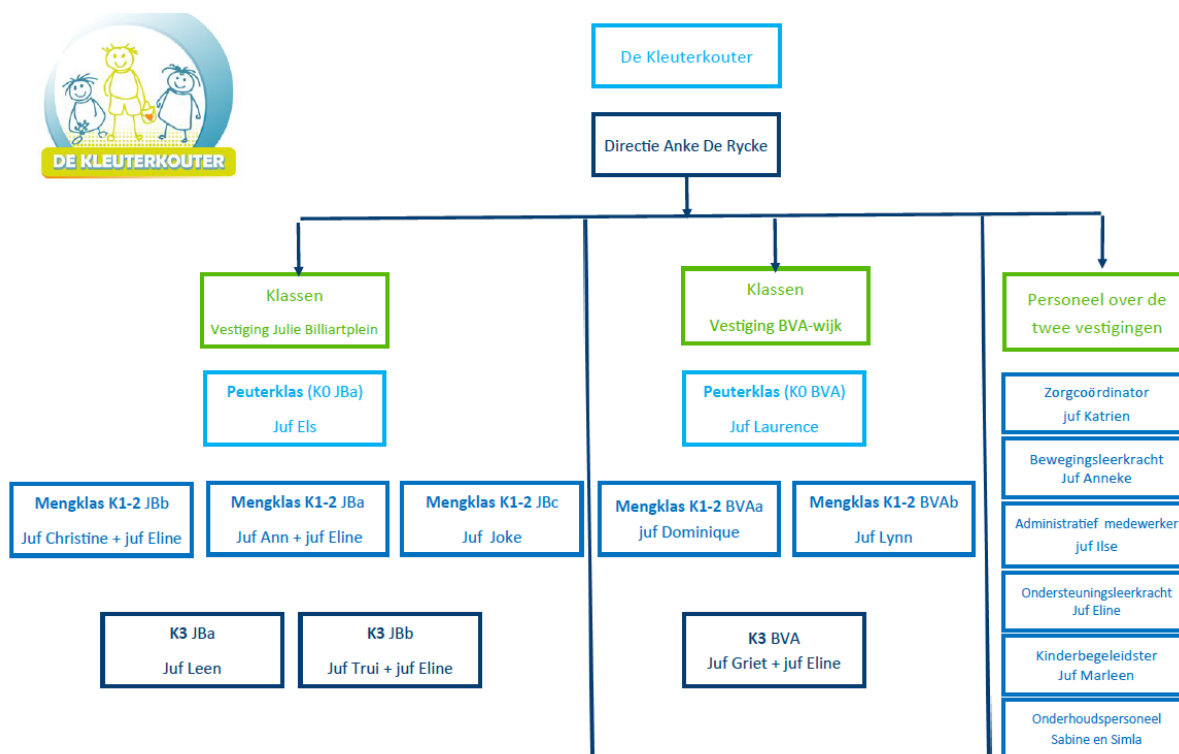 DE KLEUTERKOUTER
De Kleuterkouter
Directie Anke De Rycke
Klassen
Vestiging Julie Billiartplein
Peuterklas (K0 JBa)
Juf Els
Mengklas K1-2 JBb
Juf Christine + juf Eline
Mengklas K1-2 JBa
Juf Ann + juf Eline
Mengklas K1-2 JBc
Juf Joke
K3 JBa
Juf Leen
K3 JBb
Juf Trui + juf Eline
Klassen
Vestiging BVA-wijk
Peuterklas (K0 BVA)
Juf Laurence
Mengklas K1-2 BVAa
juf Dominique
Mengklas K1-2 BVAb
Juf Lynn
K3 BVA
Juf Griet + juf Eline
Personeel over de
twee vestigingen
Zorgcoördinator
juf Katrien
Bewegingsleerkracht
Juf Anneke
Administratief medewerker
juf Ilse
Ondersteuningsleerkracht
Juf Eline
Kinderbegeleidster
Juf Marleen
Onderhoudspersoneel
Sabine en Simla